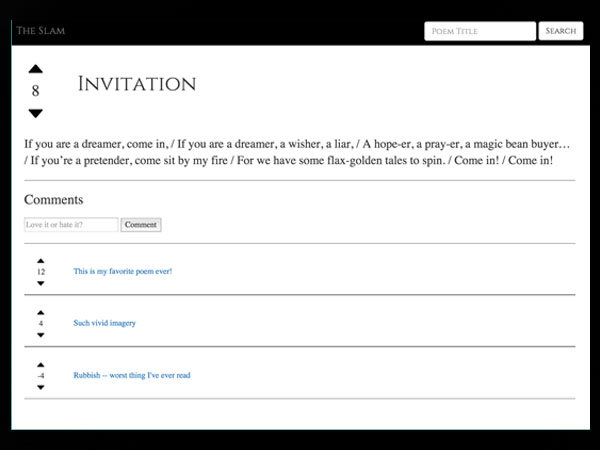 The Slam
Poem Title
Search
8
Invitation
If you are a dreamer, come in, / If you are a dreamer, a wisher, a liar, / A hope-er, a pray-er, a magic bean buyer…
/ If you're a pretender, come sit by my fire / For we have some flax-golden tales to spin. / Come in! / Come in!
Comments
Love it or hate it?
Comment
12
This is my favorite poem ever!
4
Such vivid imagery
-4
Rubbish -- worst thing I've ever read